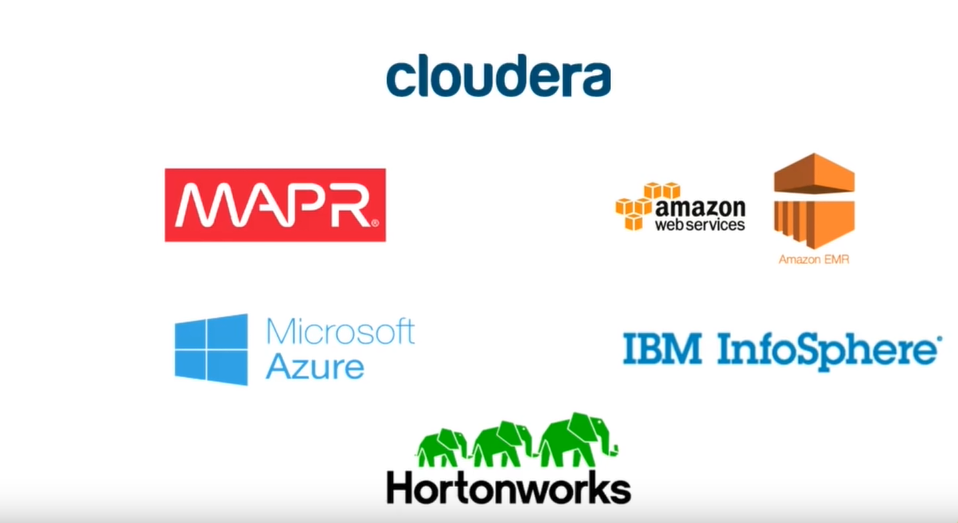 cloudera
MAPR®
amazon
web services
Amazon EMR
Microsoft
Azure
IBM InfoSphere®
Hortonworks